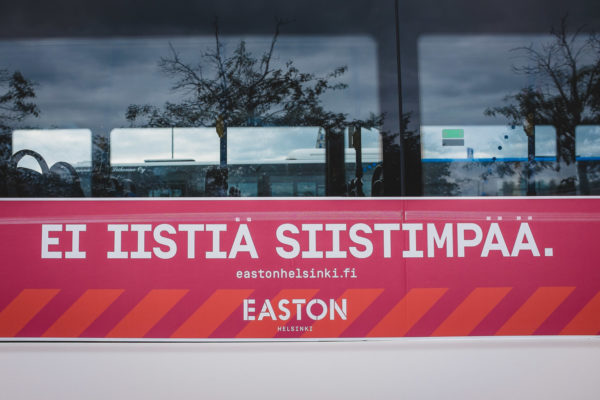 EI IISTIÄ SIISTIMPÄÄ.
eastonhelsinki.fi
EASTON
HELSINKI